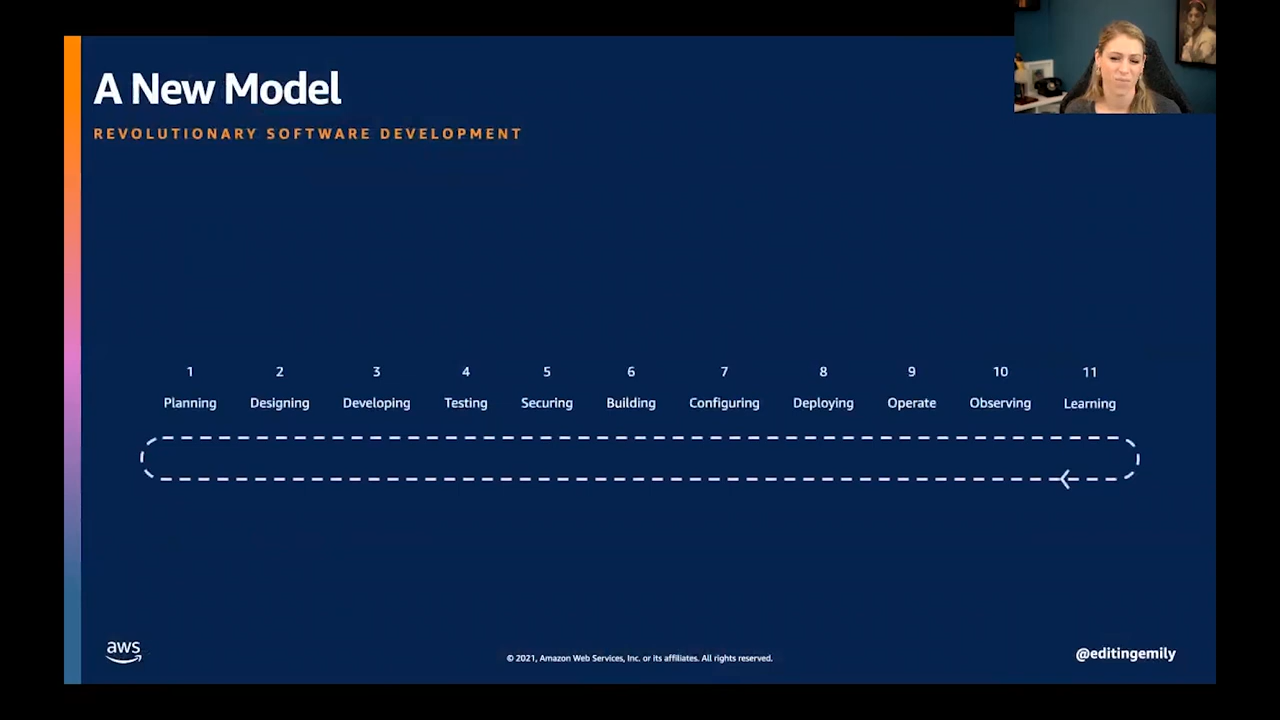 A New Model
REVOLUTIONARY SOFTWARE DEVELOPMENT
1 2 3 4 5 6 7 8 9 10 11
Planning Designing Developing Testing Securing Building Configuring Deploying Operate Observing Learning
aws
© 2021, Amazon Web Services, Inc. or its affiliates. All rights reserved.
@editingemily